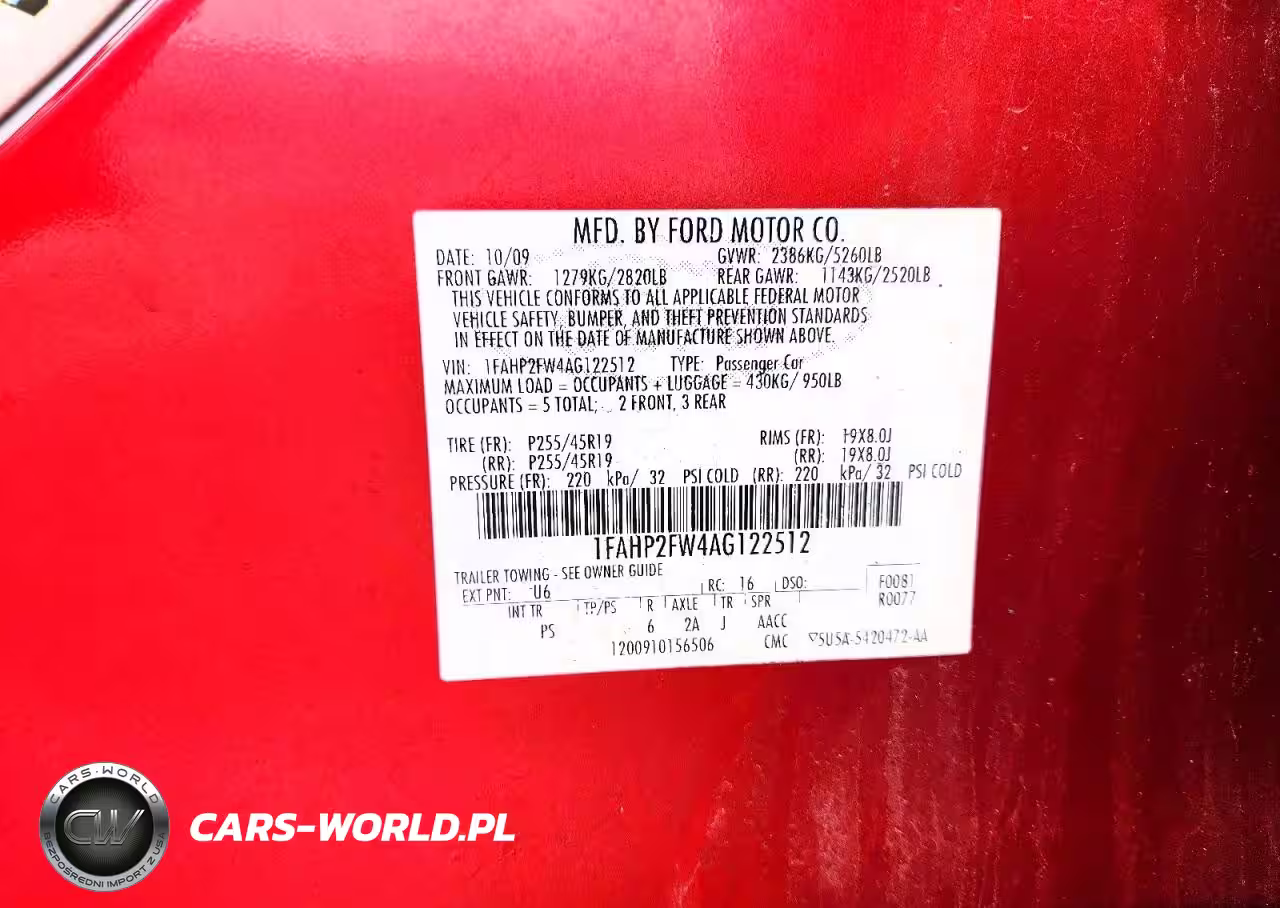 MFD. BY FORD MOTOR CO.
DATE: 10/09 GVWR: 2386KG/5260LB
FRONT GAWR: 1279KG/2820LB REAR GAWR: 1143KG/2520LB
THIS VEHICLE CONFORMS TO ALL APPLICABLE FEDERAL MOTOR
VEHICLE SAFETY, BUMPER, AND THEFT PREVENTION STANDARDS
IN EFFECT ON THE DATE OF MANUFACTURE SHOWN ABOVE.
VIN: 1FAHP2FW4AG122512 TYPE: Passenger Car
MAXIMUM LOAD = OCCUPANTS + LUGGAGE = 430KG/ 950LB
OCCUPANTS = 5 TOTAL; 2 FRONT, 3 REAR
TIRE (FR): P255/45R19 RIMS (FR): 19X8.0J
(RR): P255/45R19 (RR): 19X8.0J
PRESSURE (FR): 220 kPa/ 32 PSI COLD (RR): 220 kPa/ 32 PSI COLD
1FAHP2FW4AG122512
TRAILER TOWING - SEE OWNER GUIDE
EXT PNT: U6 RC: 16 DSO: F0081
R0077
INT TR TP/PS R AXLE TR SPR
PS 6 2A J AACC
1200910156506 CMC 5U5A-5420472-AA
CARS-WORLD
CW
BEZPOŚREDNI IMPORT Z USA
CARS-WORLD.PL